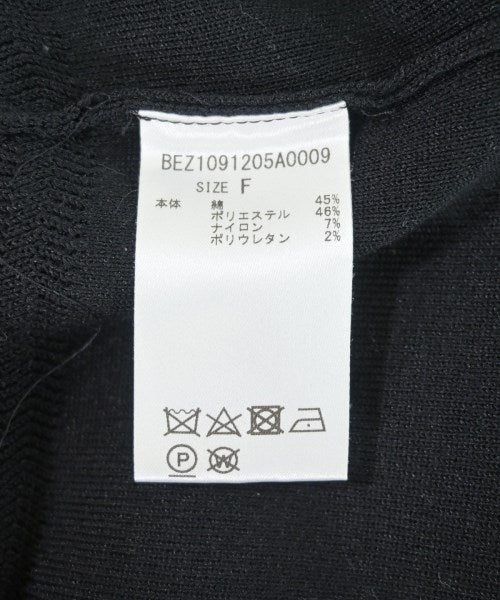 BEZ1091205A0009
SIZE F
本体 綿 45%
ポリエステル 46%
ナイロン 7%
ポリウレタン 2%
P W